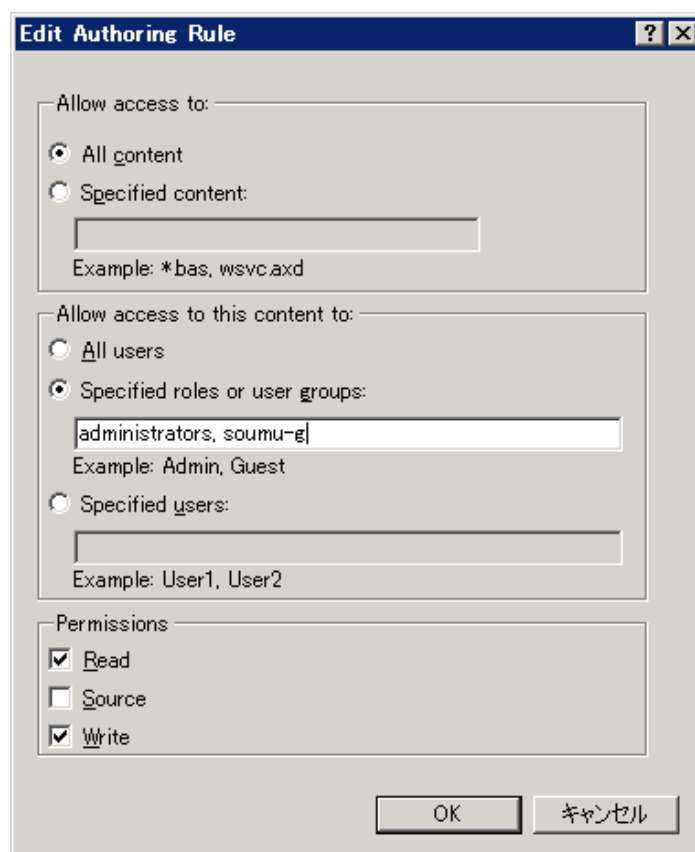 Edit Authoring Rule
Allow access to:
All content
Specified content:
Example: *.bas, wsvc.axd
Allow access to this content to:
All users
Specified roles or user groups:
administrators, soumu-g
Example: Admin, Guest
Specified users:
Example: User1, User2
Permissions
Read
Source
Write
OK キャンセル